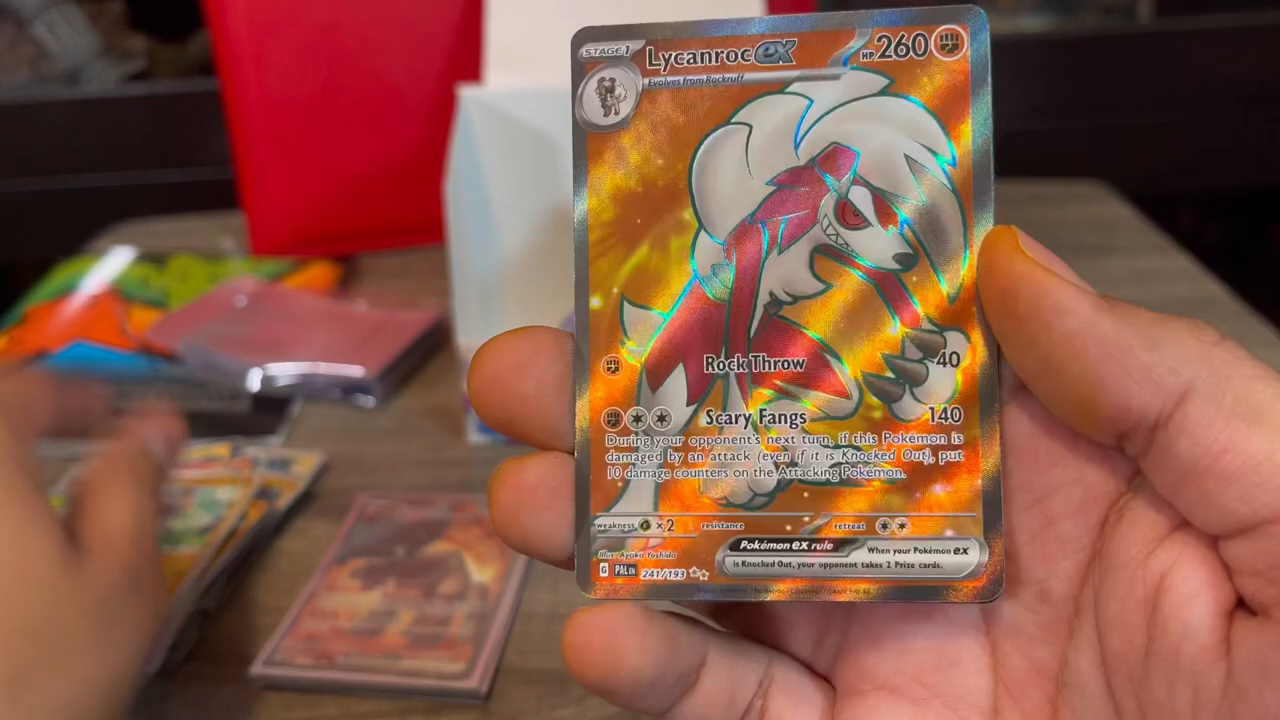 STAGE 1
Lycanroc ex
HP 260
Evolves from Rockruff
Rock Throw 40
Scary Fangs 140
During your opponent's next turn, if this Pokémon is
damaged by an attack (even if it is Knocked Out), put
10 damage counters on the Attacking Pokémon.
weakness ×2 resistance retreat
Pokémon ex rule
When your Pokémon ex
is Knocked Out, your opponent takes 2 Prize cards.
Illus. Ayaka Yoshida
G PAL EN 241/193